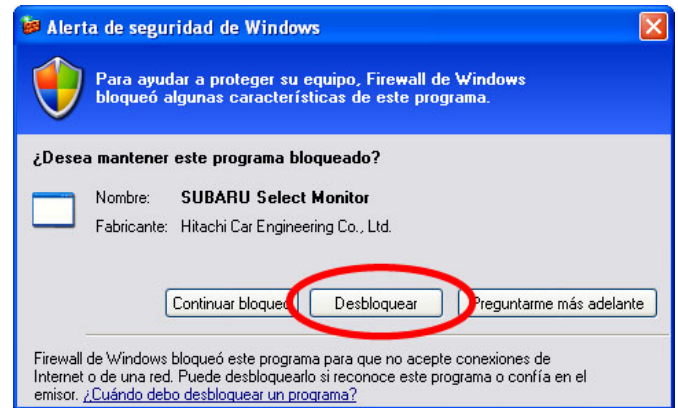 Alerta de seguridad de Windows
Para ayudar a proteger su equipo, Firewall de Windows
bloqueó algunas características de este programa.
¿Desea mantener este programa bloqueado?
Nombre: SUBARU Select Monitor
Fabricante: Hitachi Car Engineering Co., Ltd.
Continuar bloqueo Desbloquear Preguntarme más adelante
Firewall de Windows bloqueó este programa para que no acepte conexiones de
Internet o de una red. Puede desbloquearlo si reconoce este programa o confía en el
emisor. ¿Cuándo debo desbloquear un programa?